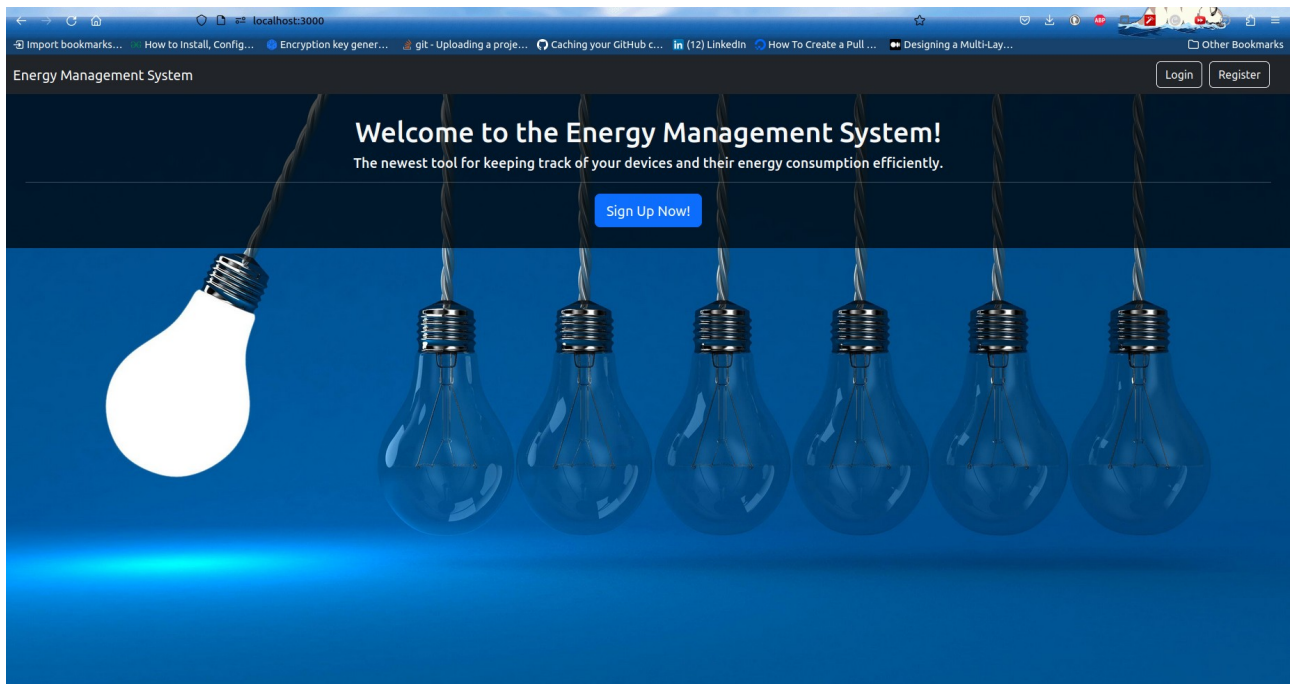 localhost:3000
Import bookmarks... How to Install, Config... Encryption key gener... git - Uploading a proje... Caching your GitHub c... in (12) LinkedIn How To Create a Pull ... Designing a Multi-Lay... Other Bookmarks
Energy Management System Login Register
Welcome to the Energy Management System!
The newest tool for keeping track of your devices and their energy consumption efficiently.
Sign Up Now!